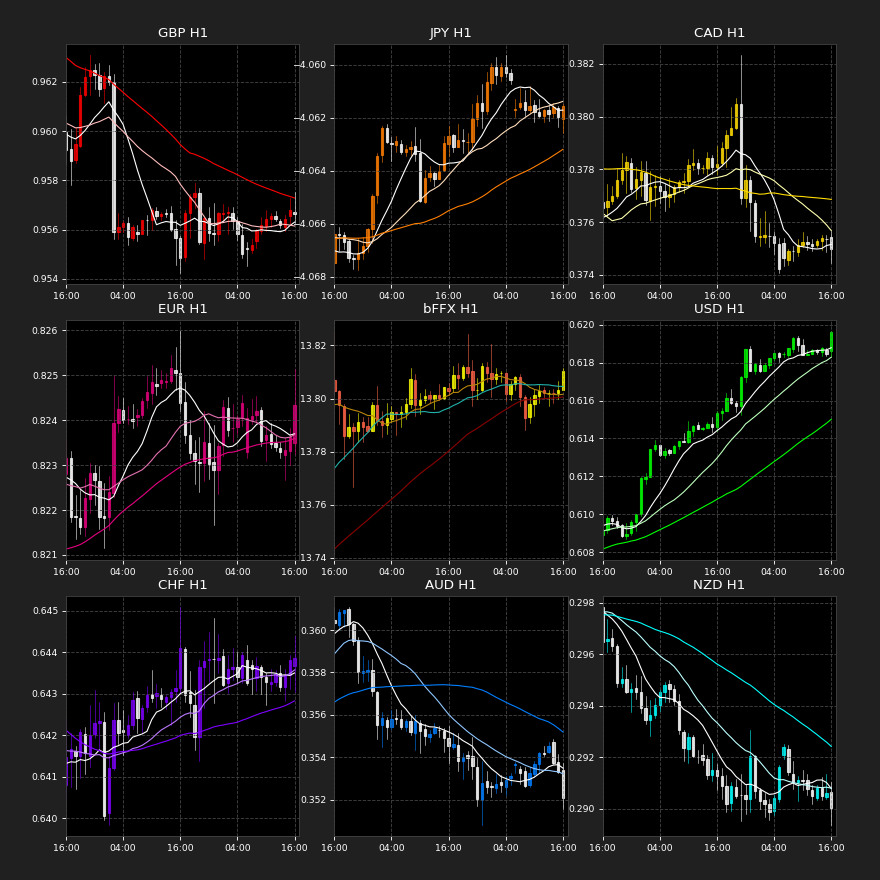 GBP H1
0.962
0.960
0.958
0.956
0.954
16:00 04:00 16:00 04:00 16:00
JPY H1
−4.060
−4.062
−4.064
−4.066
−4.068
16:00 04:00 16:00 04:00 16:00
CAD H1
0.382
0.380
0.378
0.376
0.374
16:00 04:00 16:00 04:00 16:00
EUR H1
0.826
0.825
0.824
0.823
0.822
0.821
16:00 04:00 16:00 04:00 16:00
bFFX H1
13.82
13.80
13.78
13.76
13.74
16:00 04:00 16:00 04:00 16:00
USD H1
0.620
0.618
0.616
0.614
0.612
0.610
0.608
16:00 04:00 16:00 04:00 16:00
CHF H1
0.645
0.644
0.643
0.642
0.641
0.640
16:00 04:00 16:00 04:00 16:00
AUD H1
0.360
0.358
0.356
0.354
0.352
16:00 04:00 16:00 04:00 16:00
NZD H1
0.298
0.296
0.294
0.292
0.290
16:00 04:00 16:00 04:00 16:00